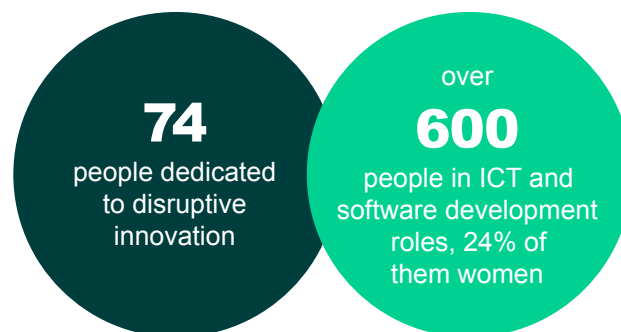 74
people dedicated
to disruptive
innovation
over
600
people in ICT and
software development
roles, 24% of
them women